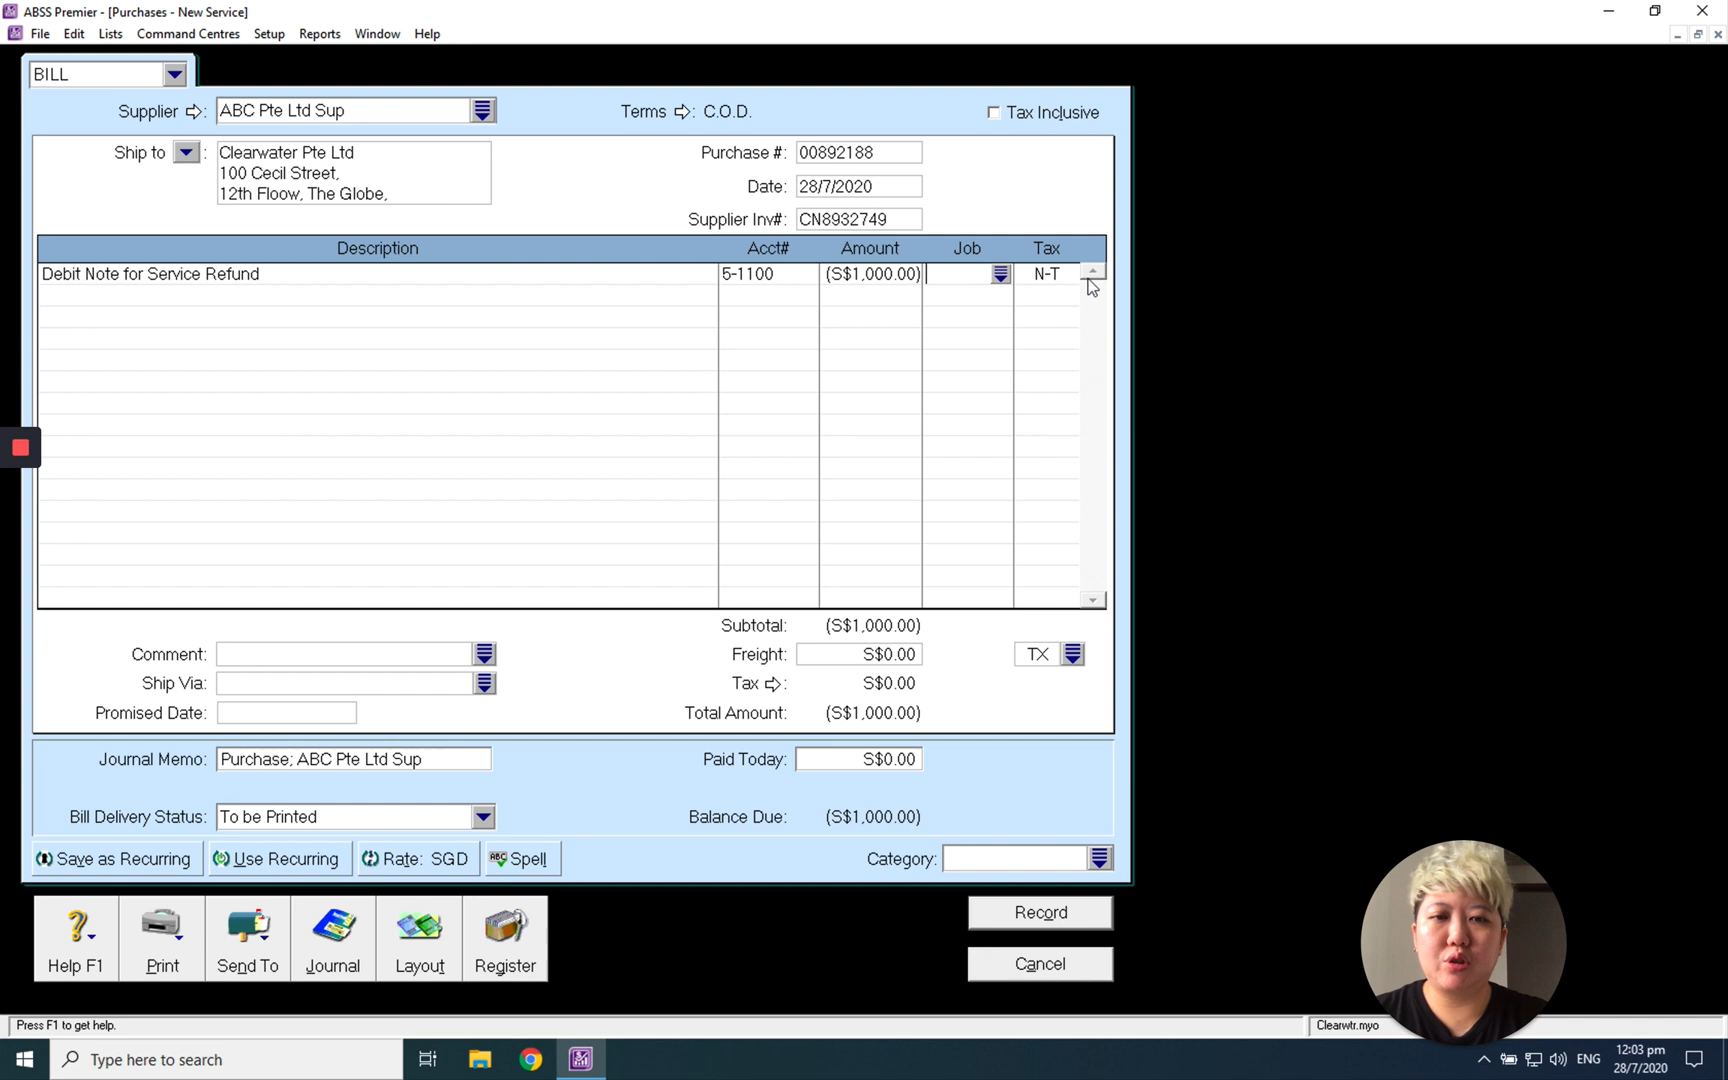 ABSS Premier - [Purchases - New Service]
File Edit Lists Command Centres Setup Reports Window Help
BILL
Supplier : ABC Pte Ltd Sup Terms : C.O.D. Tax Inclusive
Ship to : Clearwater Pte Ltd Purchase #: 00892188
100 Cecil Street,
12th Floow, The Globe,
Date: 28/7/2020
Supplier Inv#: CN8932749
Description Acct# Amount Job Tax
Debit Note for Service Refund 5-1100 (S$1,000.00) N-T
Subtotal: (S$1,000.00)
Comment: Freight: S$0.00 TX
Ship Via: Tax : S$0.00
Promised Date: Total Amount: (S$1,000.00)
Journal Memo: Purchase; ABC Pte Ltd Sup Paid Today: S$0.00
Bill Delivery Status: To be Printed Balance Due: (S$1,000.00)
Save as Recurring Use Recurring Rate: SGD ABC Spell Category:
Help F1 Print Send To Journal Layout Register
Record
Cancel
Press F1 to get help. Clearwtr.myo
Type here to search ENG 12:03 pm
28/7/2020